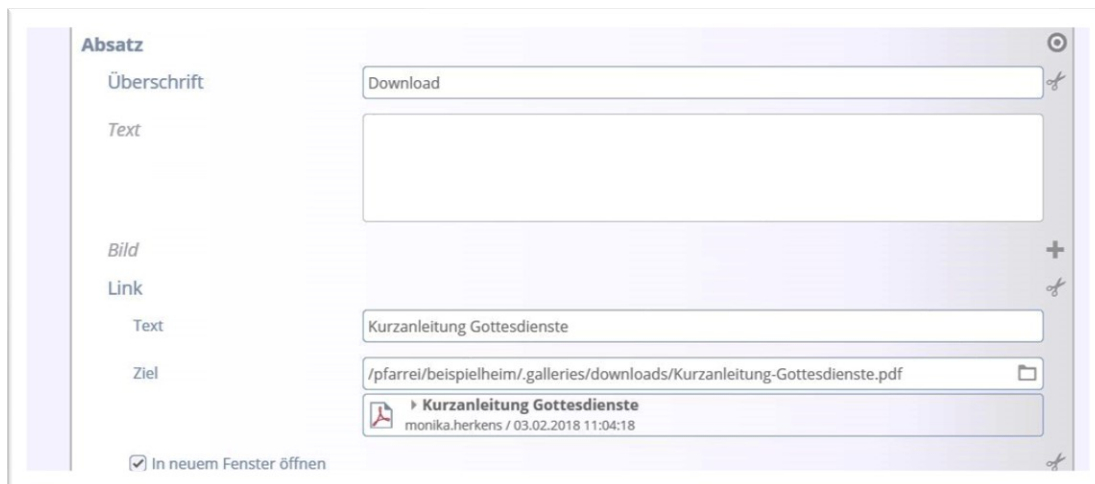 Absatz
Überschrift
Download
Text
Bild
Link
Text
Kurzanleitung Gottesdienste
Ziel
/pfarrei/beispielheim/.galleries/downloads/Kurzanleitung-Gottesdienste.pdf
Kurzanleitung Gottesdienste
monika.herkens / 03.02.2018 11:04:18
In neuem Fenster öffnen